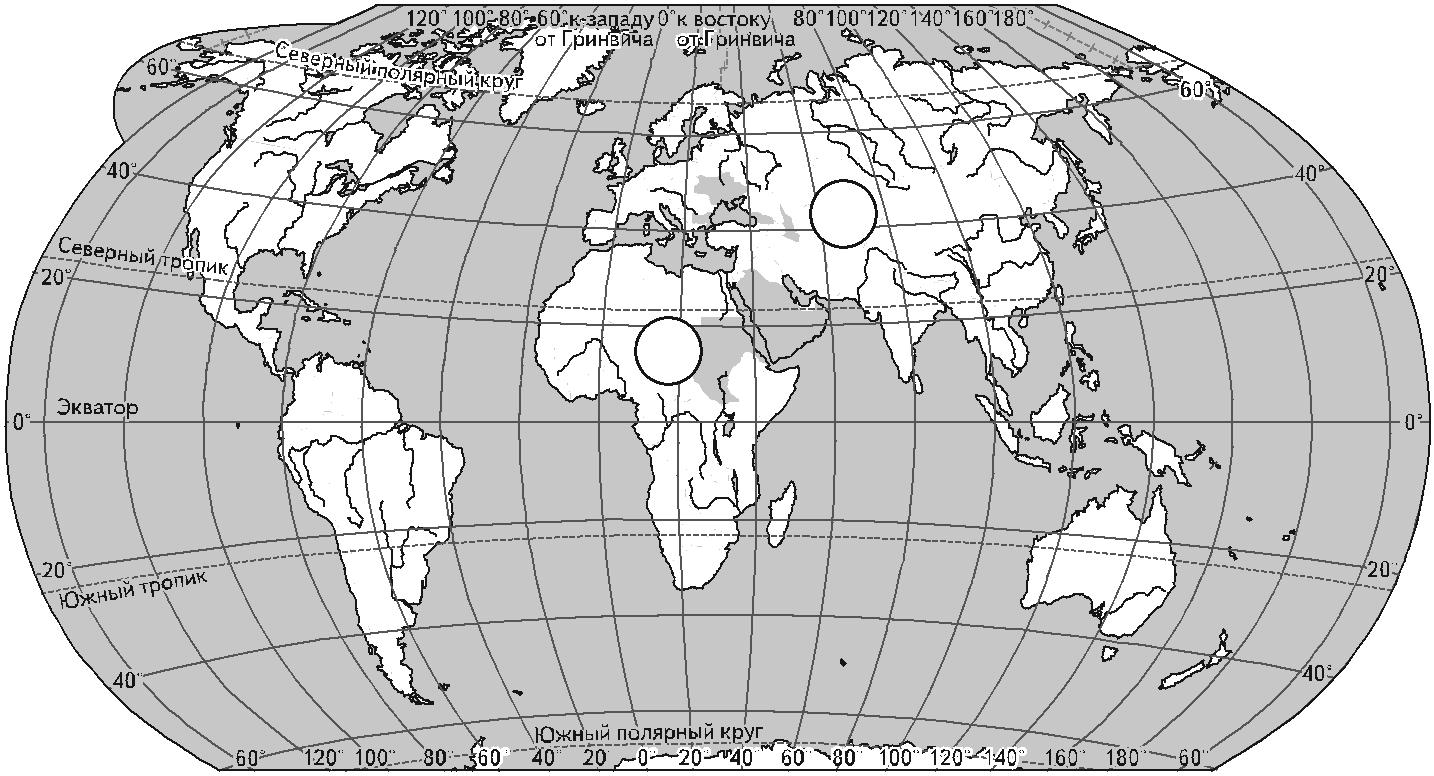 120° 100° 80° 60° к западу 0° к востоку 80° 100° 120° 140° 160° 180°
от Гринвича от Гринвича
Северный полярный круг
60°
60°
40°
40°
Северный тропик
20°
20°
Экватор
0°
0°
20°
20°
Южный тропик
40°
40°
Южный полярный круг
60° 120° 100° 80° 60° 40° 20° 0° 20° 40° 60° 80° 100° 120° 140° 160° 180° 60°